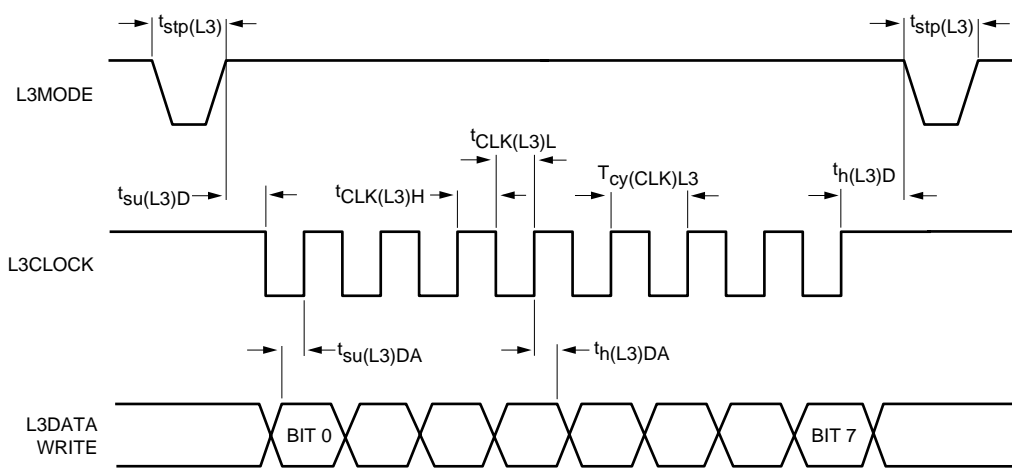 tstp(L3) tstp(L3)
L3MODE
tCLK(L3)L
tsu(L3)D tCLK(L3)H Tcy(CLK)L3 th(L3)D
L3CLOCK
tsu(L3)DA th(L3)DA
L3DATA
WRITE BIT 0 BIT 7